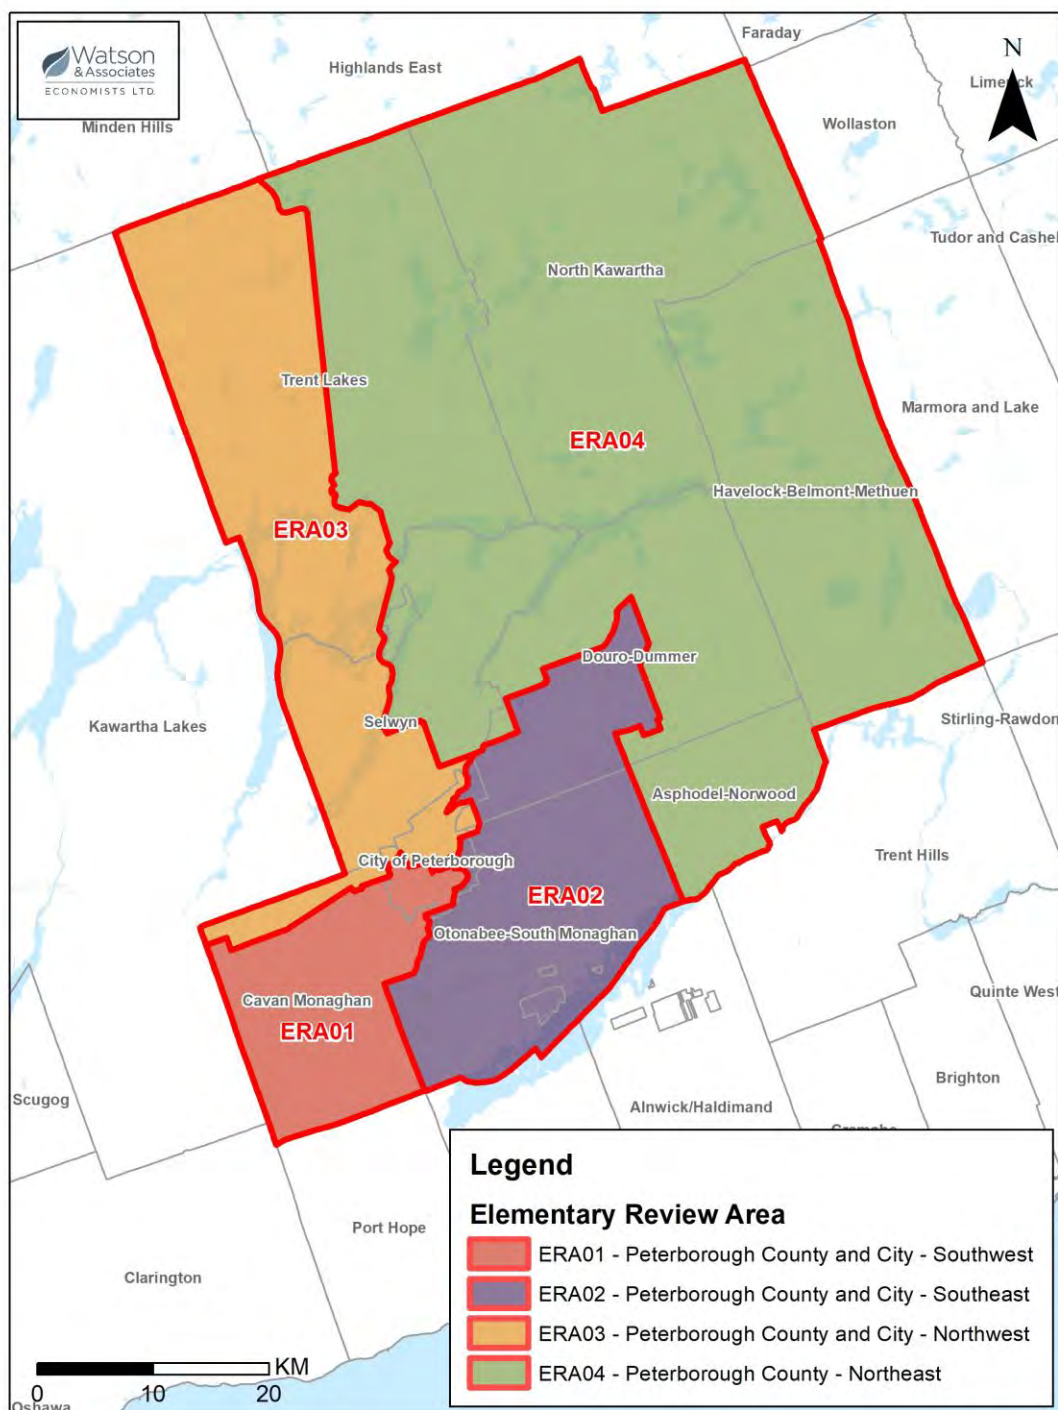 Watson
& Associates
ECONOMISTS LTD.
Faraday
N
Highlands East
Limerick
Minden Hills
Wollaston
Tudor and Cashel
North Kawartha
Trent Lakes
Marmora and Lake
ERA04
Havelock-Belmont-Methuen
ERA03
Douro-Dummer
Kawartha Lakes
Selwyn
Stirling-Rawdon
Asphodel-Norwood
City of Peterborough
Trent Hills
ERA02
Otonabee-South Monaghan
Cavan Monaghan
Quinte West
ERA01
Scugog
Brighton
Alnwick/Haldimand
Port Hope
Clarington
Legend
Elementary Review Area
ERA01 - Peterborough County and City - Southwest
ERA02 - Peterborough County and City - Southeast
ERA03 - Peterborough County and City - Northwest
ERA04 - Peterborough County - Northeast
KM
0 10 20
Oshawa